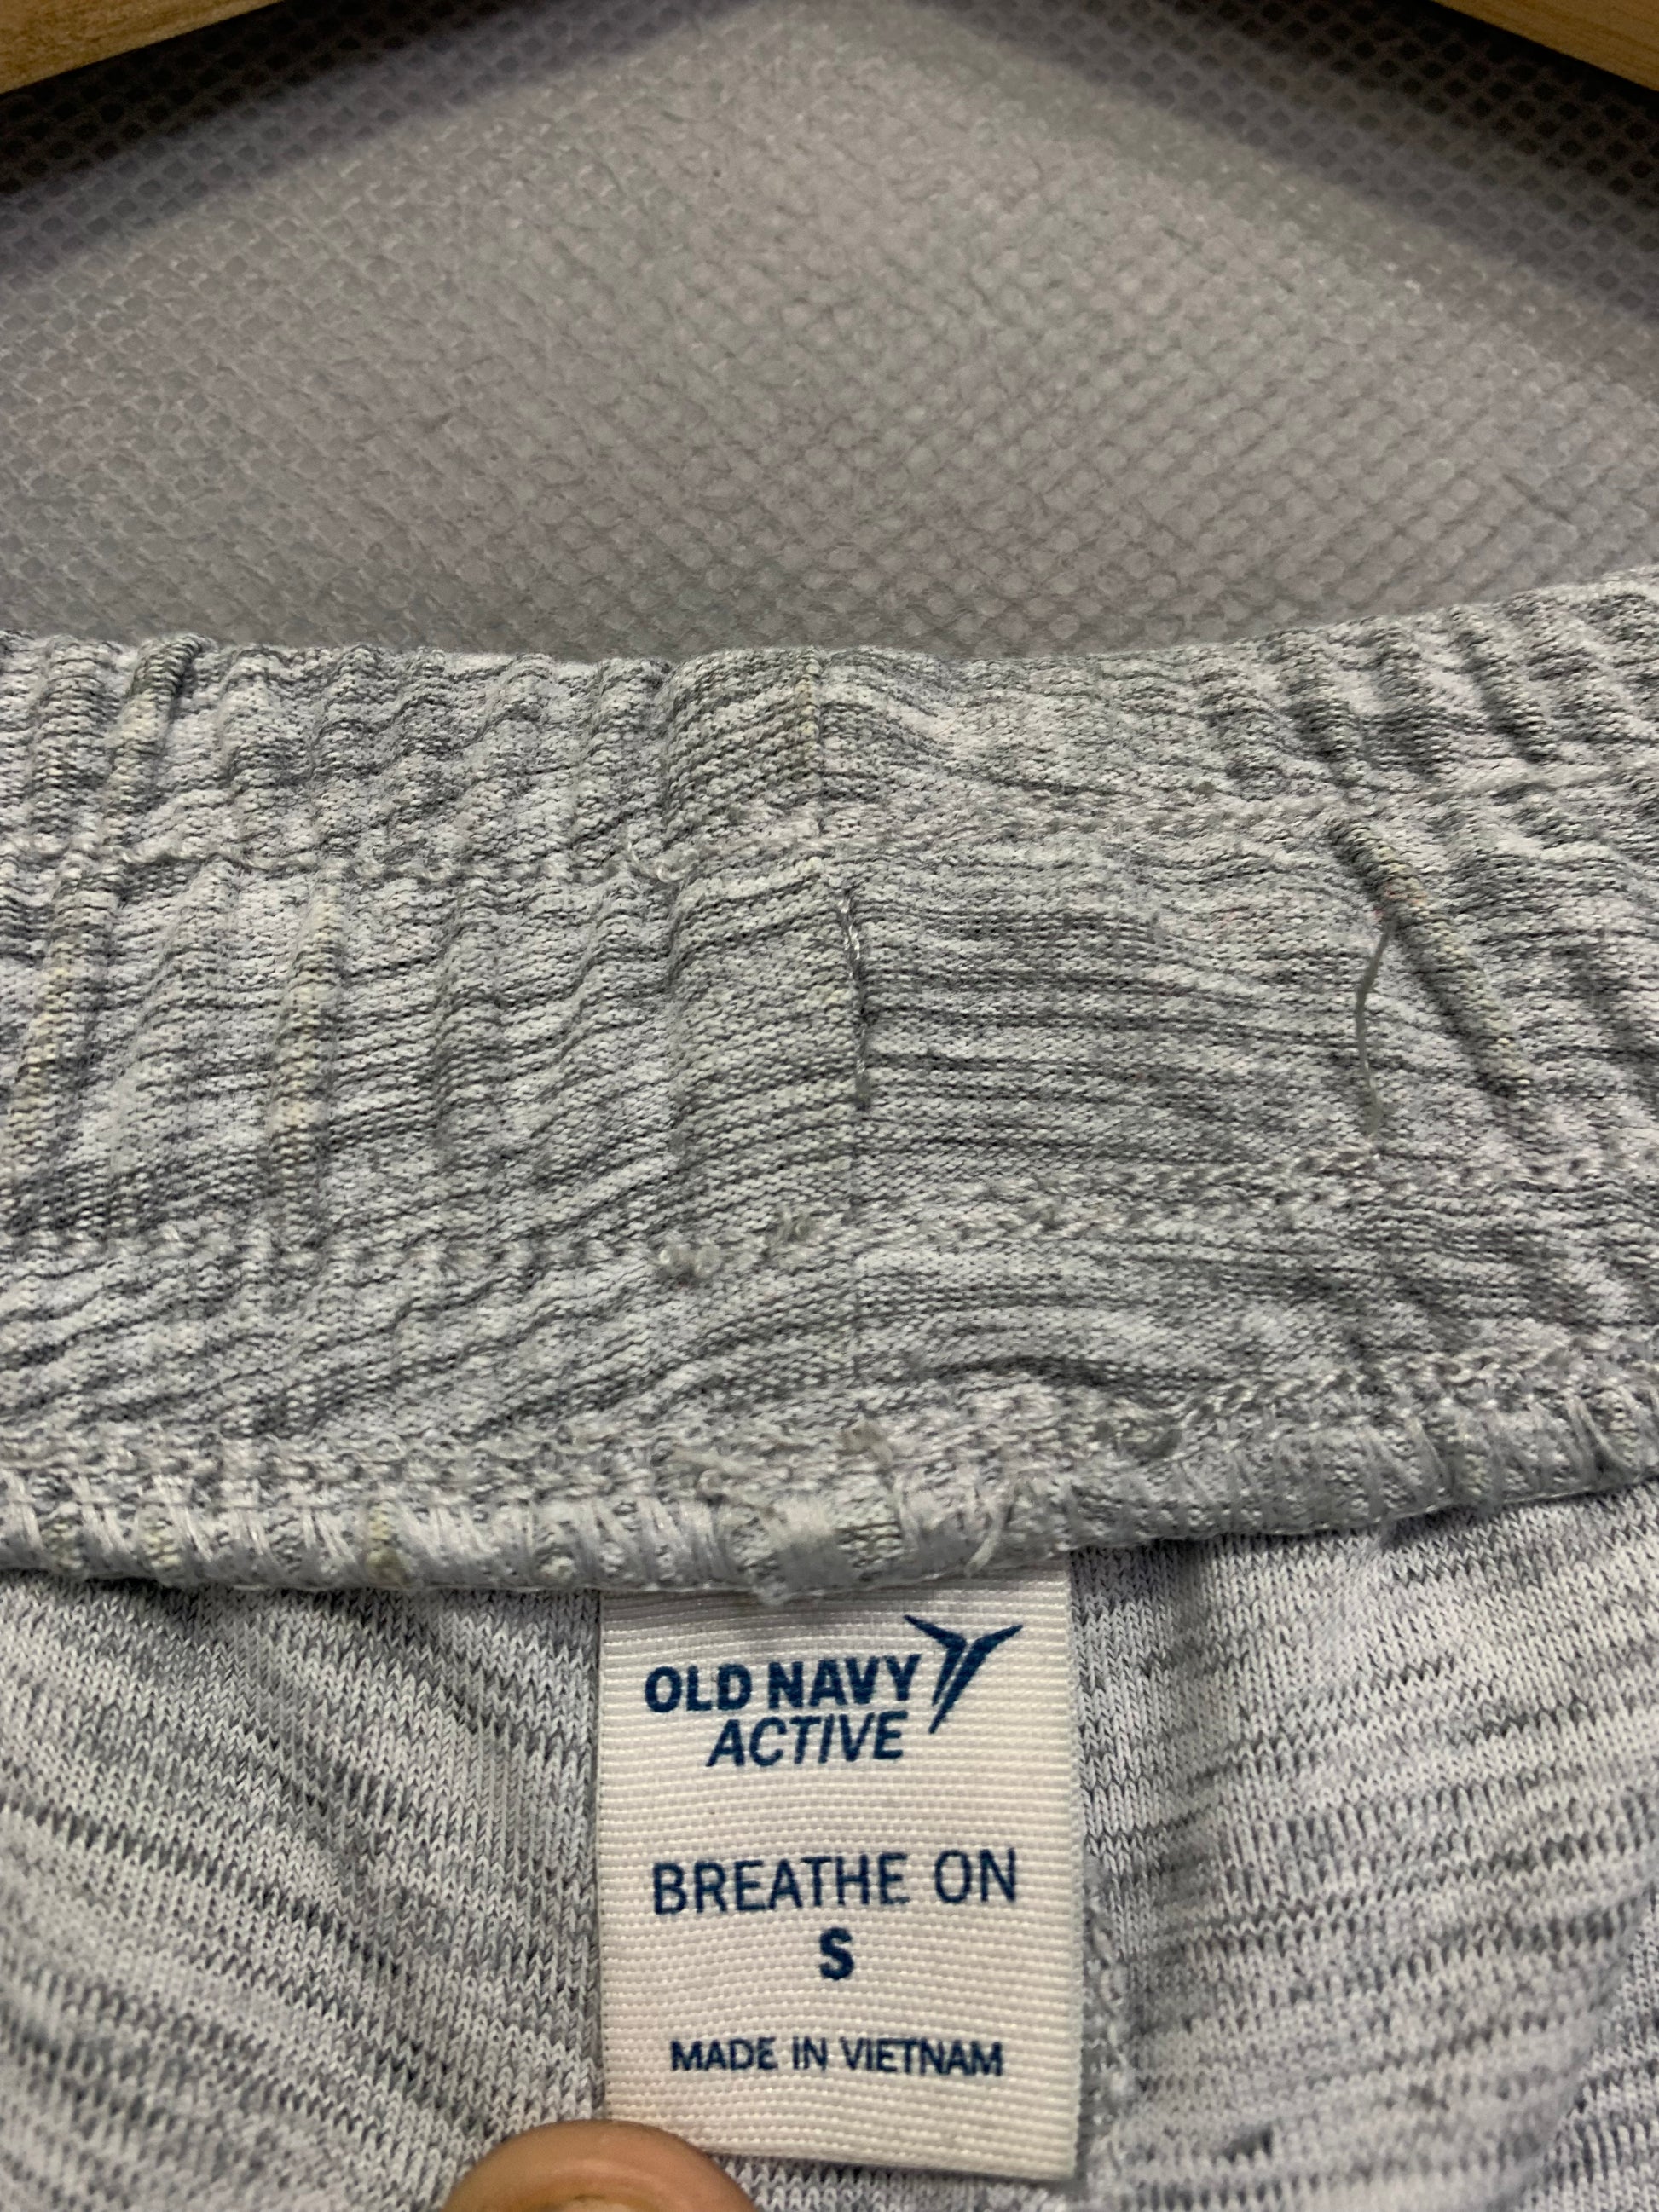 OLD NAVY
ACTIVE
BREATHE ON
S
MADE IN VIETNAM